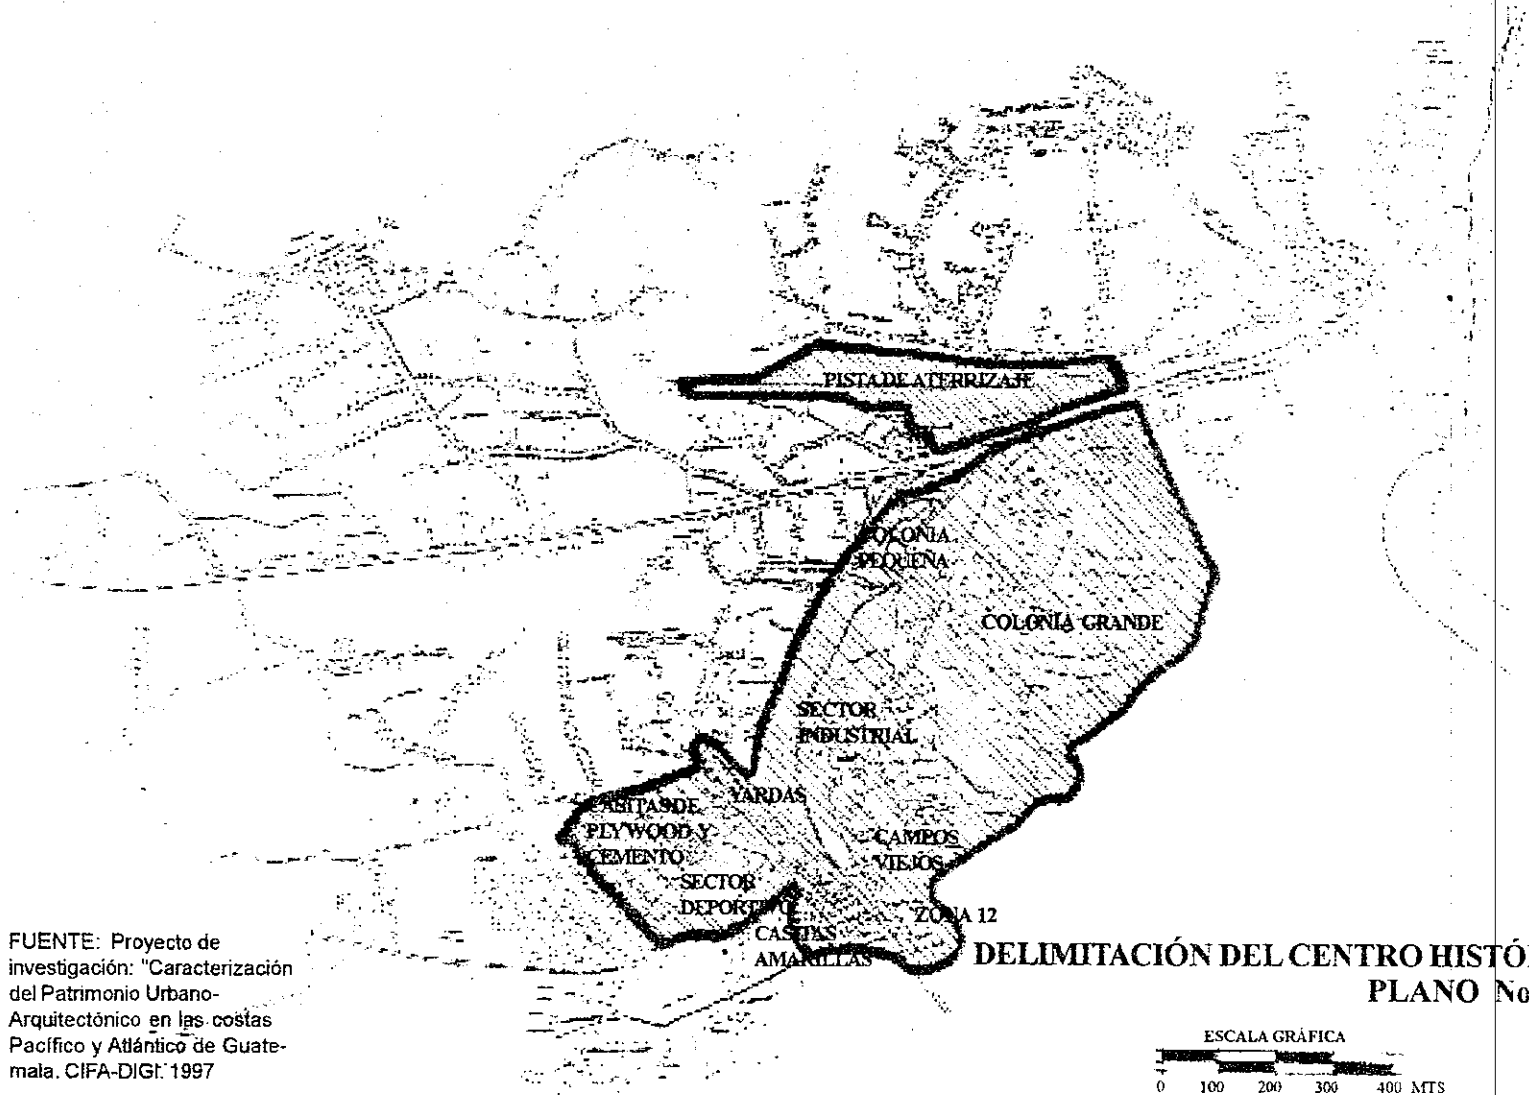 PISTA DE ATERRIZAJE
COLONIA
PEQUEÑA
COLONIA GRANDE
SECTOR
INDUSTRIAL
YARDAS
CASITAS DE
PLYWOOD Y
CEMENTO
CAMPOS
VIEJOS
SECTOR
DEPORTIVO
ZONA 12
CASITAS
AMARILLAS
FUENTE: Proyecto de
investigación: "Caracterización
del Patrimonio Urbano-
Arquitectónico en las costas
Pacífico y Atlántico de Guate-
mala. CIFA-DIGI. 1997
DELIMITACIÓN DEL CENTRO HISTÓ
PLANO No
ESCALA GRÁFICA
0 100 200 300 400 MTS